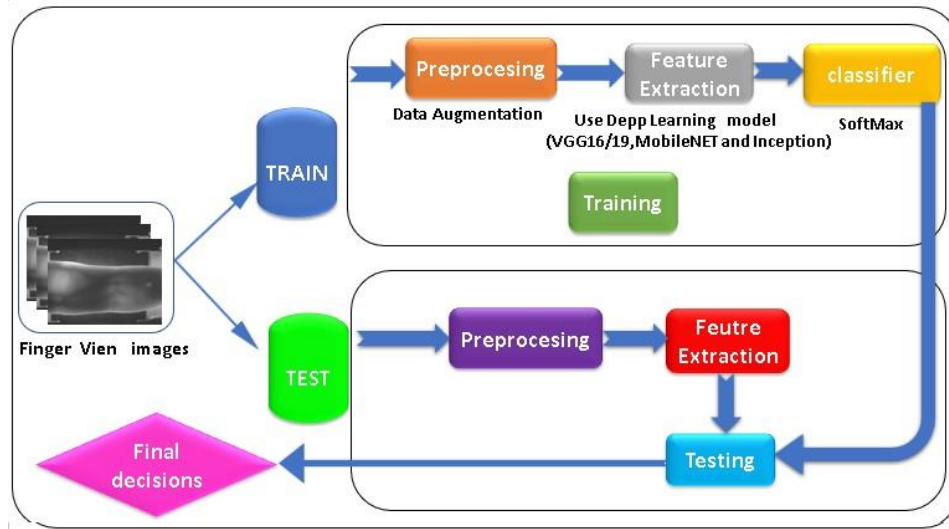 Preprocesing
Feature
Extraction
classifier
Data Augmentation
Use Depp Learning model
(VGG16/19,MobileNET and Inception)
SoftMax
TRAIN
Training
Finger Vien images
TEST
Preprocesing
Feutre
Extraction
Testing
Final
decisions